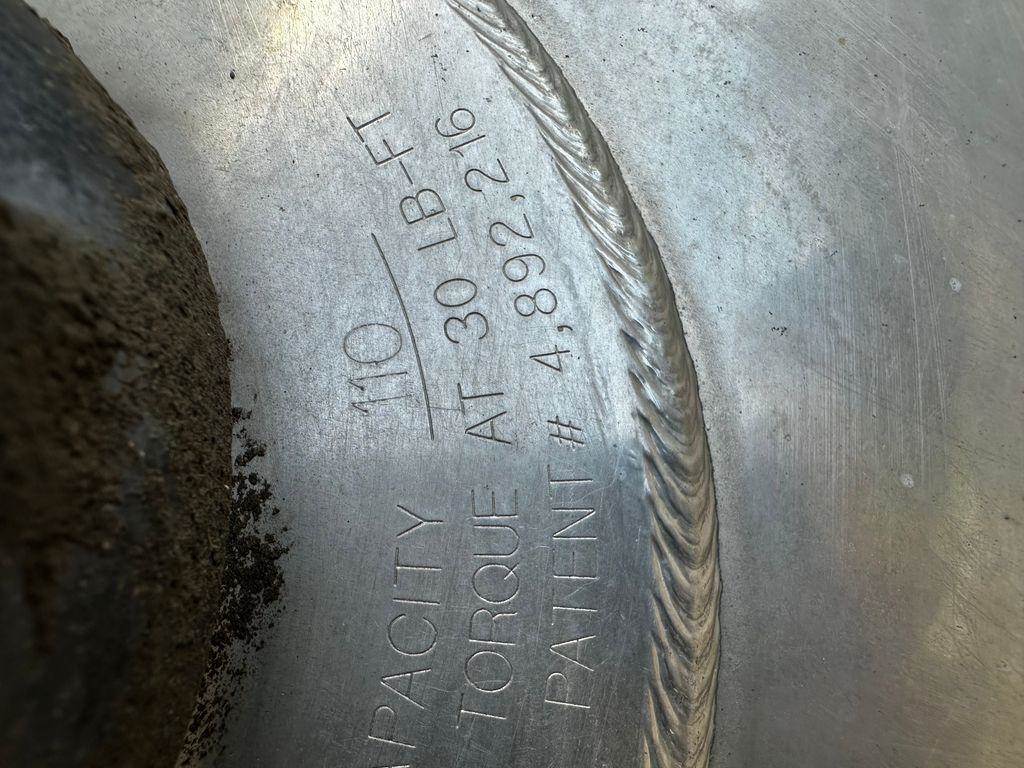 APACITY 110
TORQUE AT 30 LB-FT
PATENT # 4,892,216